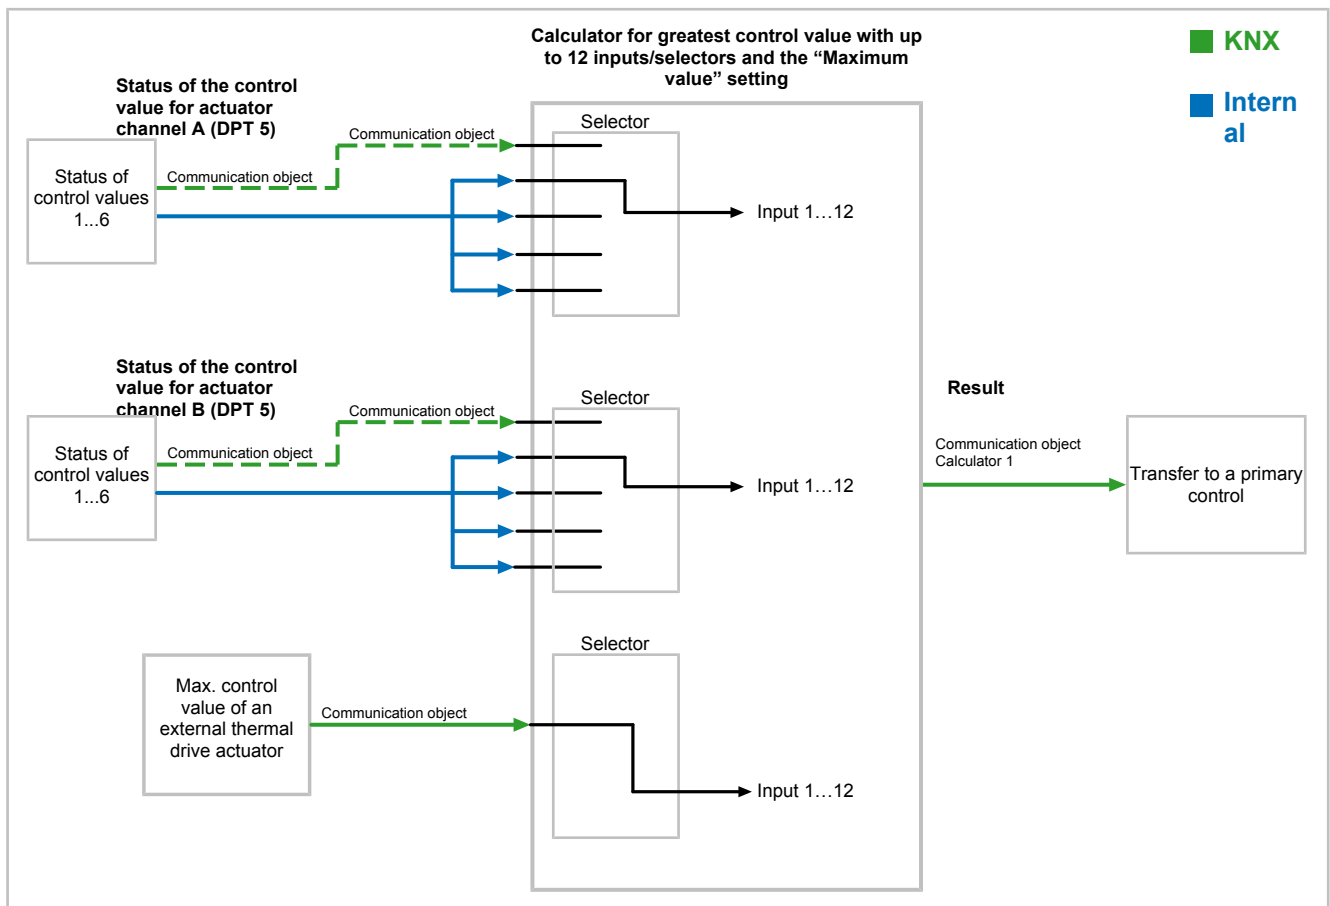 Calculator for greatest control value with up
to 12 inputs/selectors and the “Maximum
value” setting
KNX
Intern
al
Status of the control
value for actuator
channel A (DPT 5)
Selector
Communication object
Status of
control values
1...6
Communication object
Input 1…12
Status of the control
value for actuator
channel B (DPT 5)
Selector
Communication object
Status of
control values
1...6
Communication object
Input 1…12
Result
Communication object
Calculator 1
Transfer to a primary
control
Selector
Max. control
value of an
external thermal
drive actuator
Communication object
Input 1…12